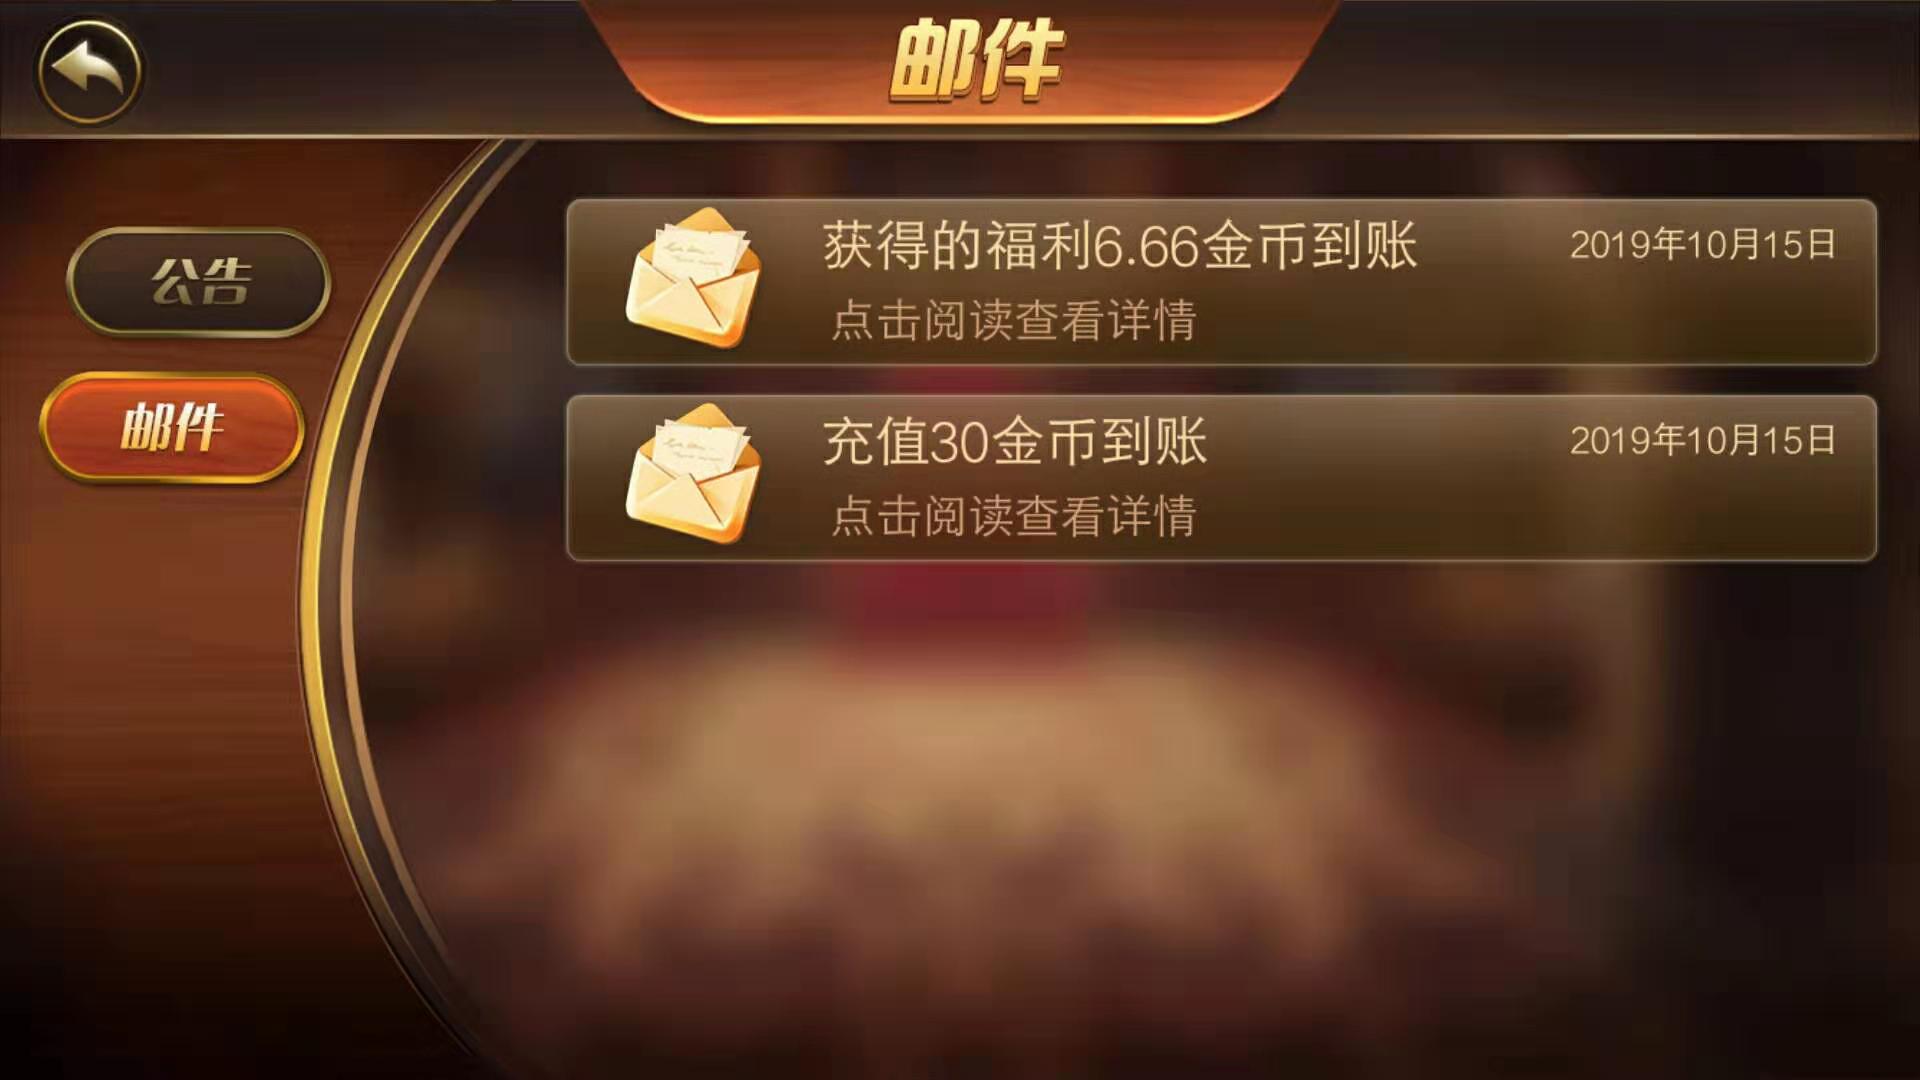 邮件
公告
邮件
获得的福利6.66金币到账
2019年10月15日
点击阅读查看详情
充值30金币到账
2019年10月15日
点击阅读查看详情